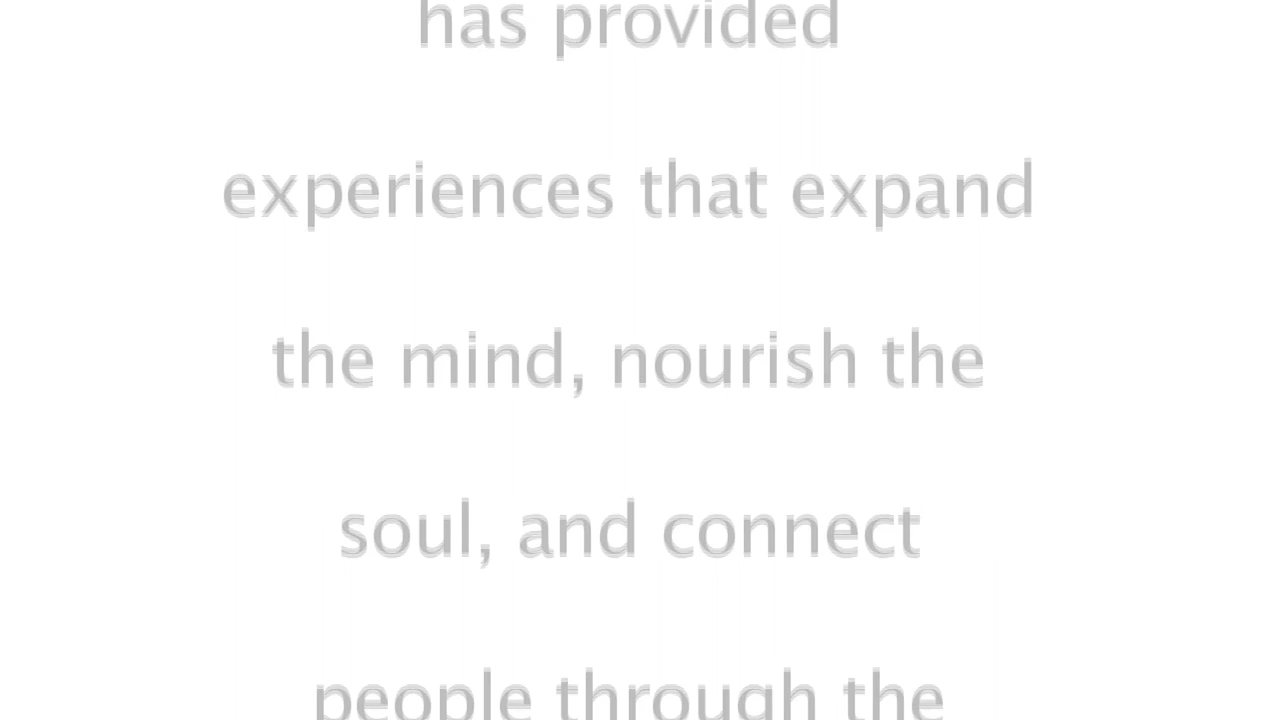 has provided
experiences that expand
the mind, nourish the
soul, and connect
people through the